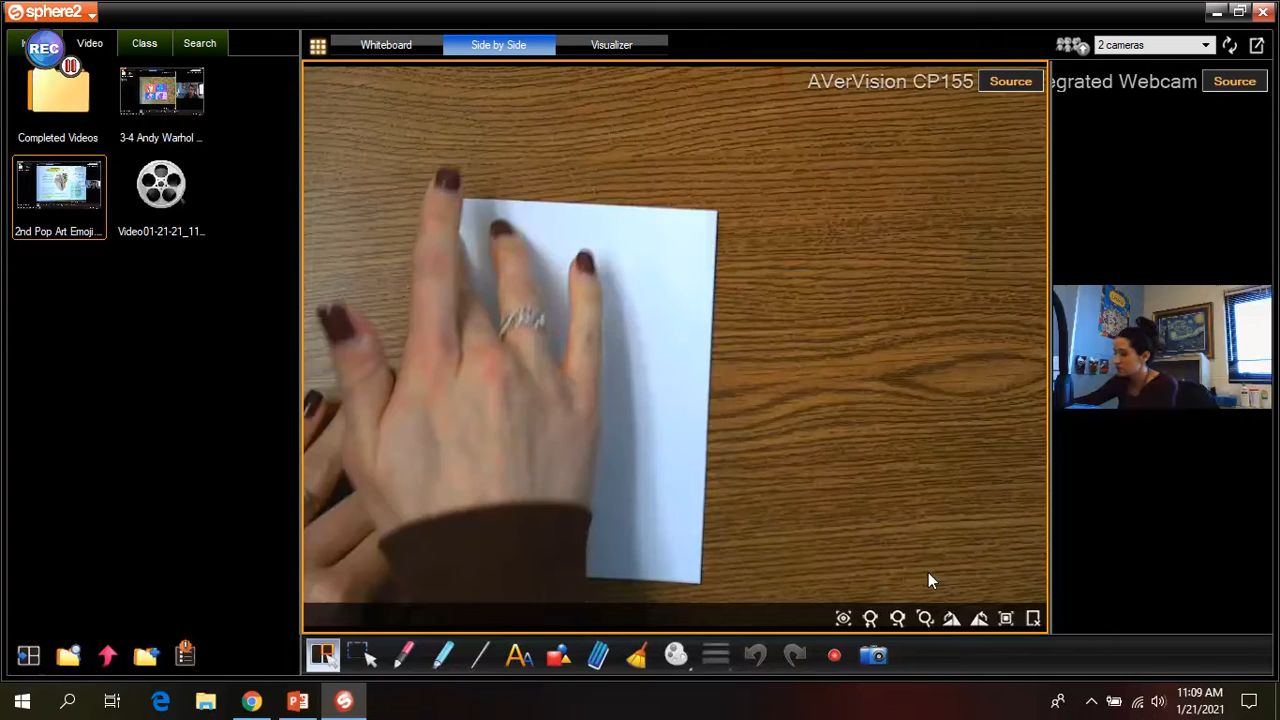 sphere2
Video
Class
Search
REC
Completed Videos
3-4 Andy Warhol ...
2nd Pop Art Emoji...
Video01-21-21_11...
Whiteboard
Side by Side
Visualizer
2 cameras
AVerVision CP155
Source
egrated Webcam
Source
11:09 AM
1/21/2021